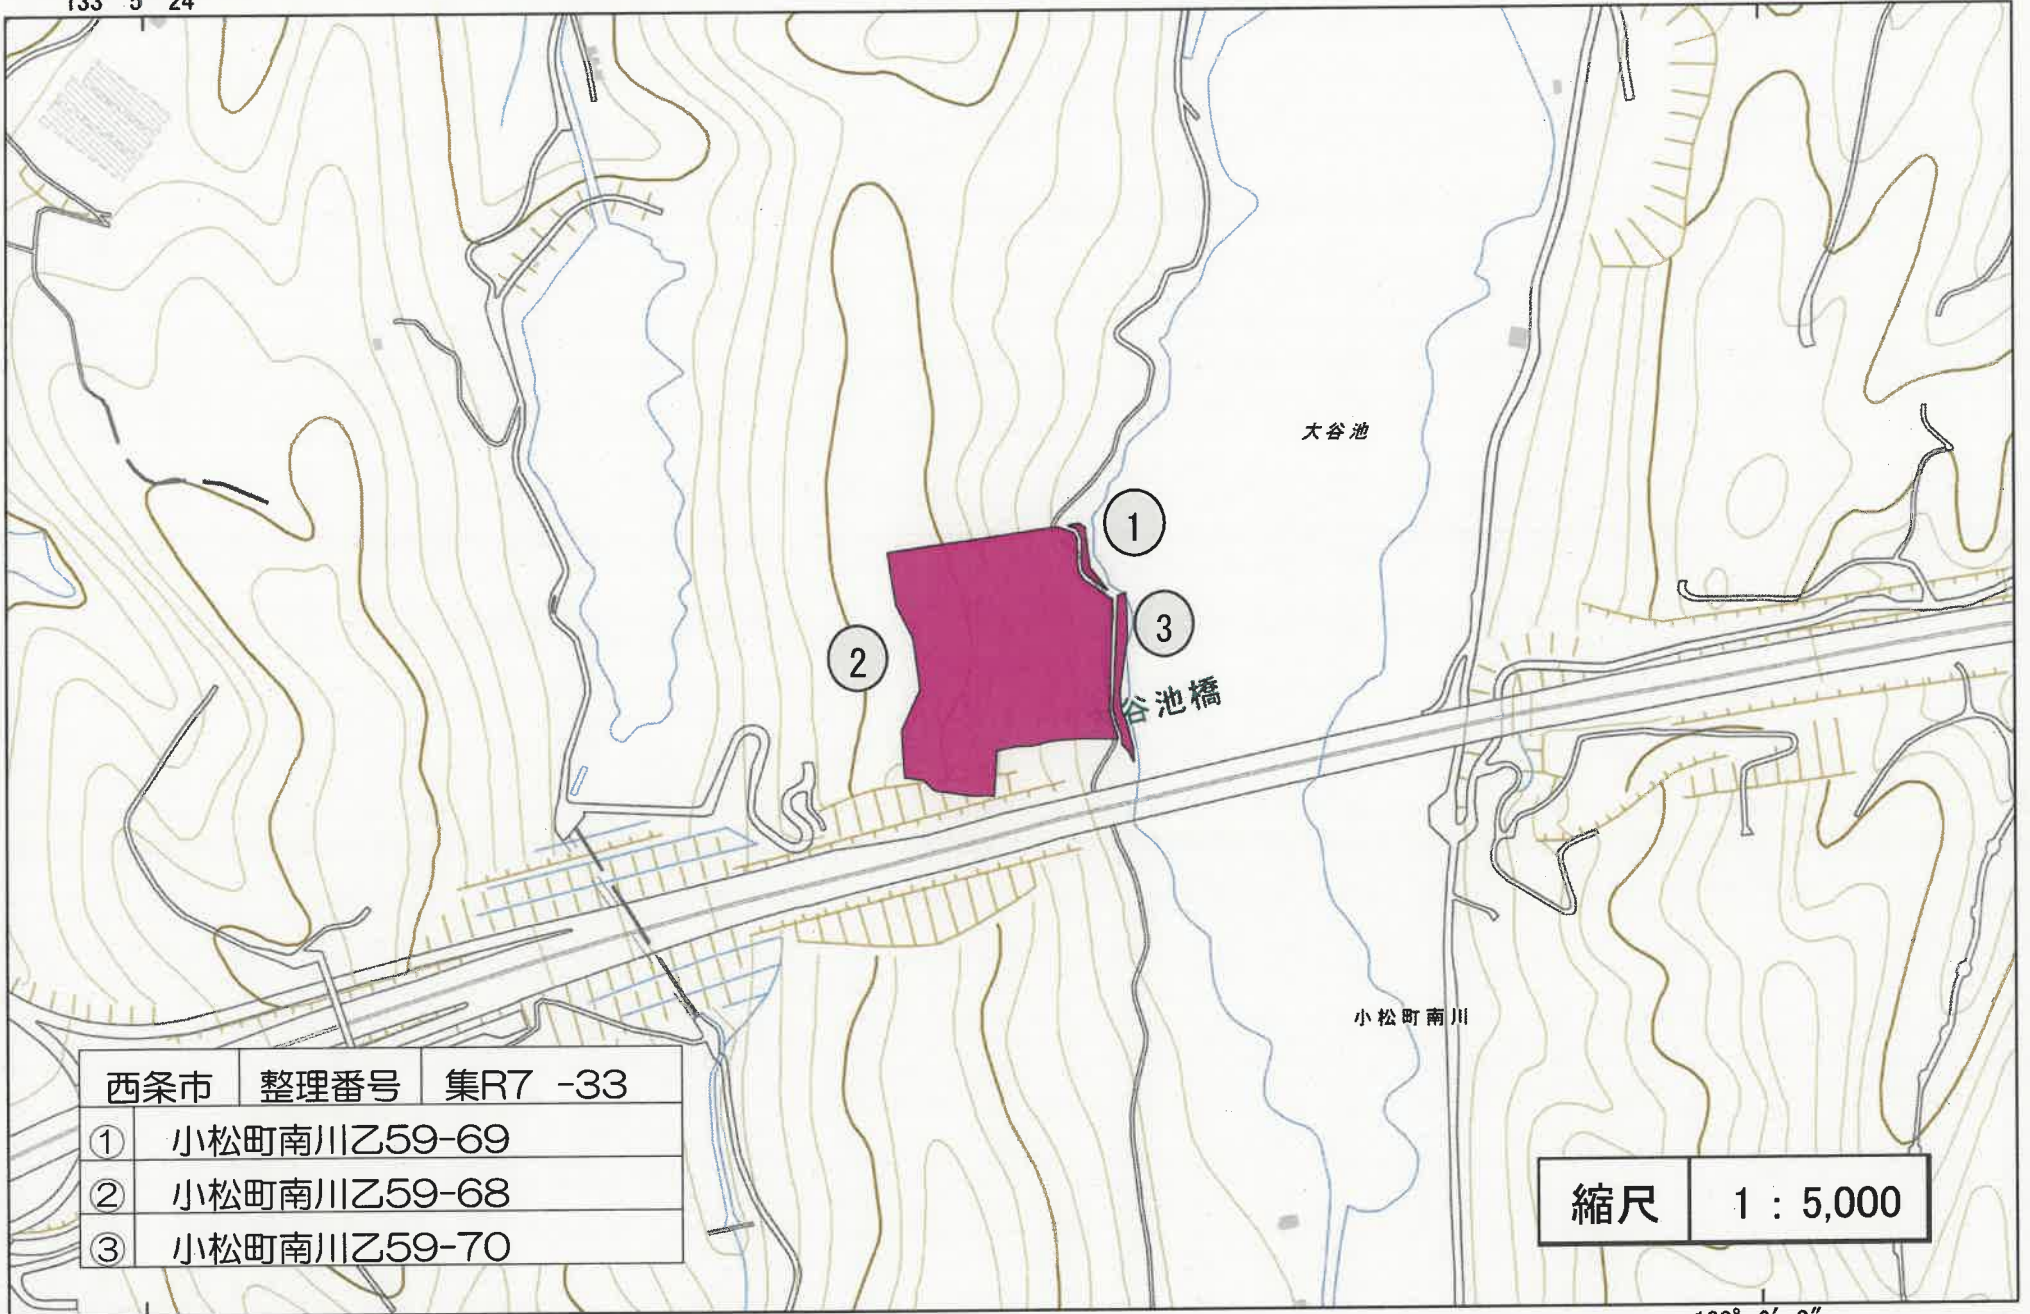 133 5 24
大谷池
①
③
②
谷池橋
小松町南川
西条市 整理番号 集R7 -33
① 小松町南川乙59-69
② 小松町南川乙59-68
③ 小松町南川乙59-70
縮尺 1 : 5,000